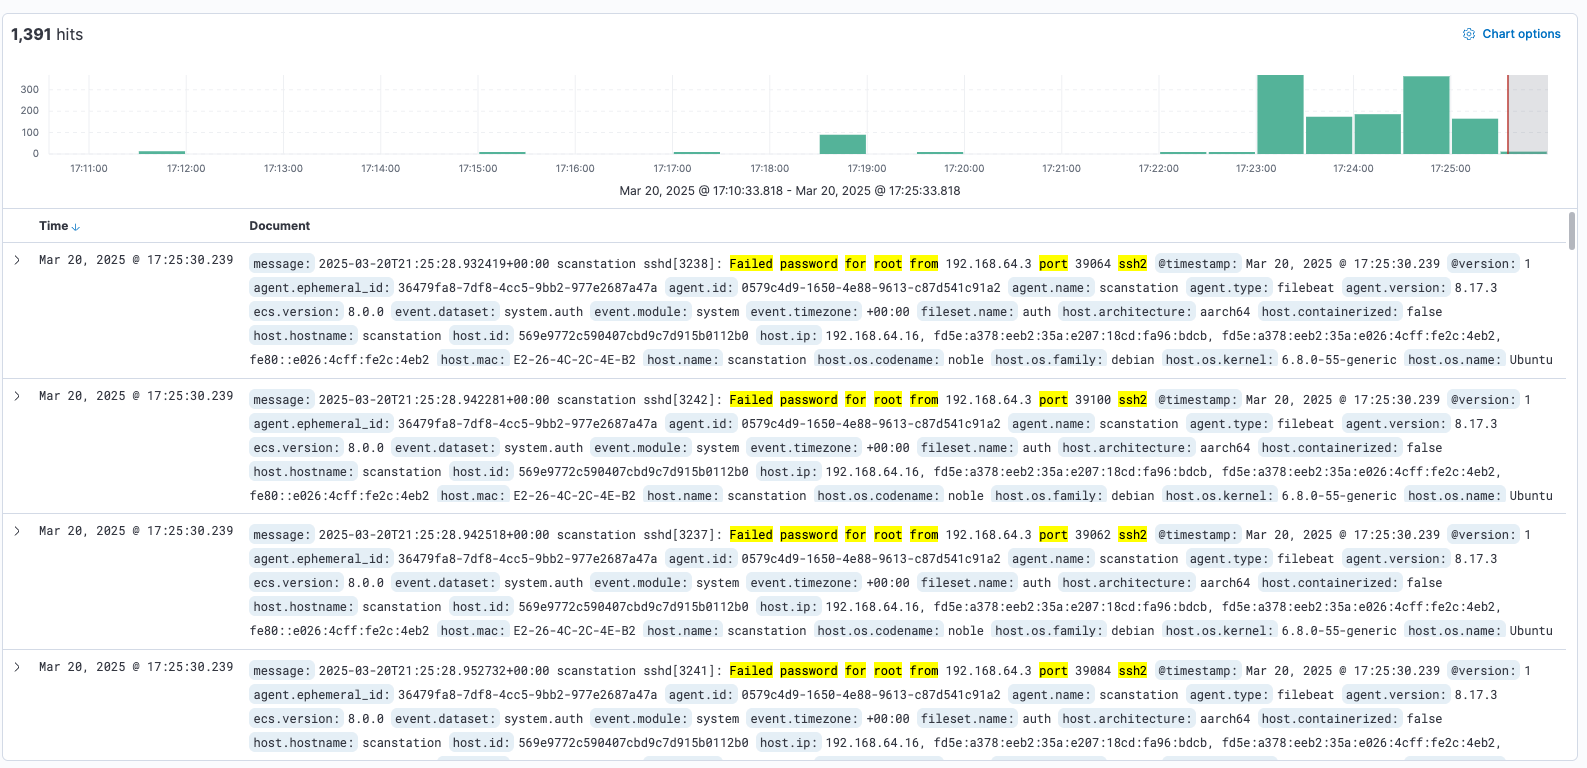 1,391 hits
Chart options
300
200
100
0
17:11:00 17:12:00 17:13:00 17:14:00 17:15:00 17:16:00 17:17:00 17:18:00 17:19:00 17:20:00 17:21:00 17:22:00 17:23:00 17:24:00 17:25:00
Mar 20, 2025 @ 17:10:33.818 - Mar 20, 2025 @ 17:25:33.818
Time Document
Mar 20, 2025 @ 17:25:30.239 message: 2025-03-20T21:25:28.932419+00:00 scanstation sshd[3238]: Failed password for root from 192.168.64.3 port 39064 ssh2 @timestamp: Mar 20, 2025 @ 17:25:30.239 @version: 1
agent.ephemeral_id: 36479fa8-7df8-4cc5-9bb2-977e2687a47a agent.id: 0579c4d9-1650-4e88-9613-c87d541c91a2 agent.name: scanstation agent.type: filebeat agent.version: 8.17.3
ecs.version: 8.0.0 event.dataset: system.auth event.module: system event.timezone: +00:00 fileset.name: auth host.architecture: aarch64 host.containerized: false
host.hostname: scanstation host.id: 569e9772c590407cbd9c7d915b0112b0 host.ip: 192.168.64.16, fd5e:a378:eeb2:35a:e207:18cd:fa96:bdcb, fd5e:a378:eeb2:35a:e026:4cff:fe2c:4eb2,
fe80::e026:4cff:fe2c:4eb2 host.mac: E2-26-4C-2C-4E-B2 host.name: scanstation host.os.codename: noble host.os.family: debian host.os.kernel: 6.8.0-55-generic host.os.name: Ubuntu
Mar 20, 2025 @ 17:25:30.239 message: 2025-03-20T21:25:28.942281+00:00 scanstation sshd[3242]: Failed password for root from 192.168.64.3 port 39100 ssh2 @timestamp: Mar 20, 2025 @ 17:25:30.239 @version: 1
agent.ephemeral_id: 36479fa8-7df8-4cc5-9bb2-977e2687a47a agent.id: 0579c4d9-1650-4e88-9613-c87d541c91a2 agent.name: scanstation agent.type: filebeat agent.version: 8.17.3
ecs.version: 8.0.0 event.dataset: system.auth event.module: system event.timezone: +00:00 fileset.name: auth host.architecture: aarch64 host.containerized: false
host.hostname: scanstation host.id: 569e9772c590407cbd9c7d915b0112b0 host.ip: 192.168.64.16, fd5e:a378:eeb2:35a:e207:18cd:fa96:bdcb, fd5e:a378:eeb2:35a:e026:4cff:fe2c:4eb2,
fe80::e026:4cff:fe2c:4eb2 host.mac: E2-26-4C-2C-4E-B2 host.name: scanstation host.os.codename: noble host.os.family: debian host.os.kernel: 6.8.0-55-generic host.os.name: Ubuntu
Mar 20, 2025 @ 17:25:30.239 message: 2025-03-20T21:25:28.942518+00:00 scanstation sshd[3237]: Failed password for root from 192.168.64.3 port 39062 ssh2 @timestamp: Mar 20, 2025 @ 17:25:30.239 @version: 1
agent.ephemeral_id: 36479fa8-7df8-4cc5-9bb2-977e2687a47a agent.id: 0579c4d9-1650-4e88-9613-c87d541c91a2 agent.name: scanstation agent.type: filebeat agent.version: 8.17.3
ecs.version: 8.0.0 event.dataset: system.auth event.module: system event.timezone: +00:00 fileset.name: auth host.architecture: aarch64 host.containerized: false
host.hostname: scanstation host.id: 569e9772c590407cbd9c7d915b0112b0 host.ip: 192.168.64.16, fd5e:a378:eeb2:35a:e207:18cd:fa96:bdcb, fd5e:a378:eeb2:35a:e026:4cff:fe2c:4eb2,
fe80::e026:4cff:fe2c:4eb2 host.mac: E2-26-4C-2C-4E-B2 host.name: scanstation host.os.codename: noble host.os.family: debian host.os.kernel: 6.8.0-55-generic host.os.name: Ubuntu
Mar 20, 2025 @ 17:25:30.239 message: 2025-03-20T21:25:28.952732+00:00 scanstation sshd[3241]: Failed password for root from 192.168.64.3 port 39084 ssh2 @timestamp: Mar 20, 2025 @ 17:25:30.239 @version: 1
agent.ephemeral_id: 36479fa8-7df8-4cc5-9bb2-977e2687a47a agent.id: 0579c4d9-1650-4e88-9613-c87d541c91a2 agent.name: scanstation agent.type: filebeat agent.version: 8.17.3
ecs.version: 8.0.0 event.dataset: system.auth event.module: system event.timezone: +00:00 fileset.name: auth host.architecture: aarch64 host.containerized: false
host.hostname: scanstation host.id: 569e9772c590407cbd9c7d915b0112b0 host.ip: 192.168.64.16, fd5e:a378:eeb2:35a:e207:18cd:fa96:bdcb, fd5e:a378:eeb2:35a:e026:4cff:fe2c:4eb2,